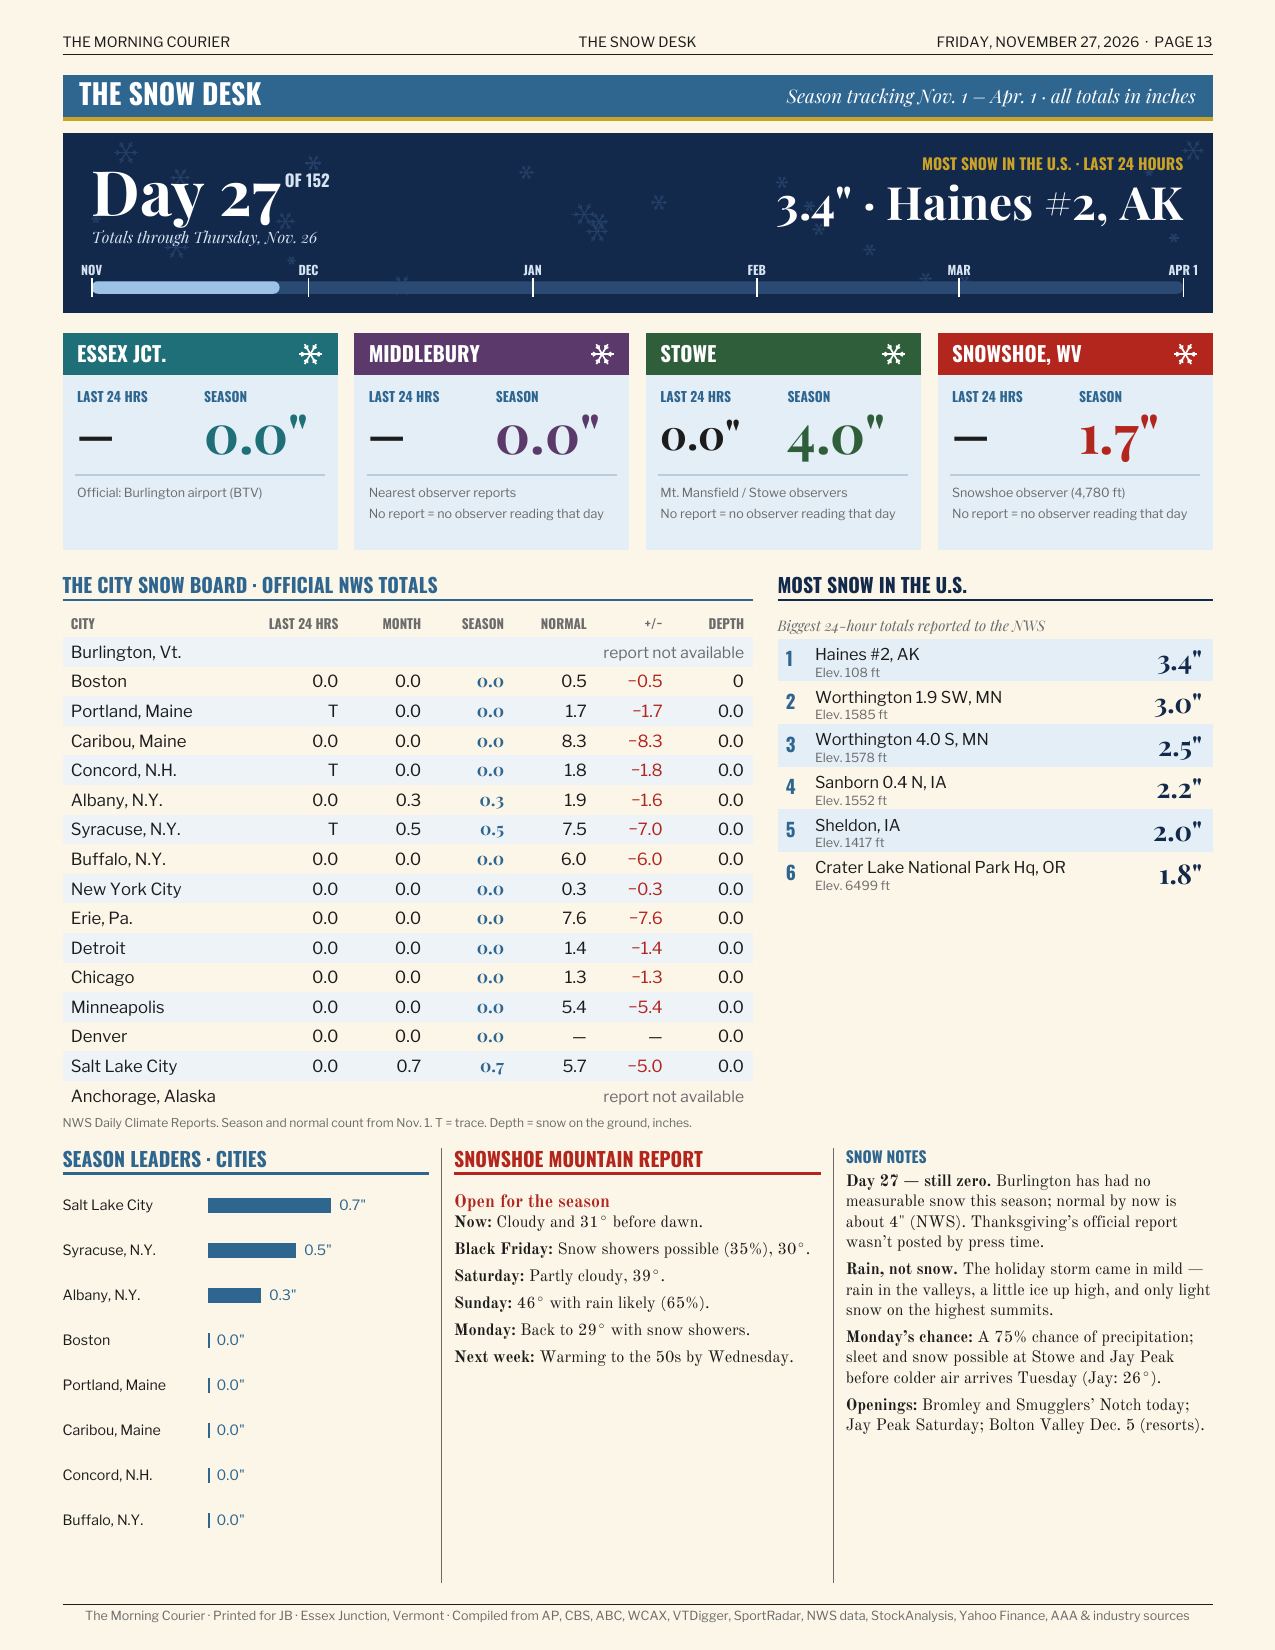 THE MORNING COURIER
THE SNOW DESK
FRIDAY, NOVEMBER 27, 2026 · PAGE 13
THE SNOW DESK
Season tracking Nov. 1 – Apr. 1 · all totals in inches
Day 27 OF 152
Totals through Thursday, Nov. 26
MOST SNOW IN THE U.S. · LAST 24 HOURS
3.4" · Haines #2, AK
NOV DEC JAN FEB MAR APR 1
ESSEX JCT.
LAST 24 HRS SEASON
— 0.0"
Official: Burlington airport (BTV)
MIDDLEBURY
LAST 24 HRS SEASON
— 0.0"
Nearest observer reports
No report = no observer reading that day
STOWE
LAST 24 HRS SEASON
0.0" 4.0"
Mt. Mansfield / Stowe observers
No report = no observer reading that day
SNOWSHOE, WV
LAST 24 HRS SEASON
— 1.7"
Snowshoe observer (4,780 ft)
No report = no observer reading that day
THE CITY SNOW BOARD · OFFICIAL NWS TOTALS
CITY LAST 24 HRS MONTH SEASON NORMAL +/− DEPTH
Burlington, Vt. report not available
Boston 0.0 0.0 0.0 0.5 −0.5 0
Portland, Maine T 0.0 0.0 1.7 −1.7 0.0
Caribou, Maine 0.0 0.0 0.0 8.3 −8.3 0.0
Concord, N.H. T 0.0 0.0 1.8 −1.8 0.0
Albany, N.Y. 0.0 0.3 0.3 1.9 −1.6 0.0
Syracuse, N.Y. T 0.5 0.5 7.5 −7.0 0.0
Buffalo, N.Y. 0.0 0.0 0.0 6.0 −6.0 0.0
New York City 0.0 0.0 0.0 0.3 −0.3 0.0
Erie, Pa. 0.0 0.0 0.0 7.6 −7.6 0.0
Detroit 0.0 0.0 0.0 1.4 −1.4 0.0
Chicago 0.0 0.0 0.0 1.3 −1.3 0.0
Minneapolis 0.0 0.0 0.0 5.4 −5.4 0.0
Denver 0.0 0.0 0.0 — — 0.0
Salt Lake City 0.0 0.7 0.7 5.7 −5.0 0.0
Anchorage, Alaska report not available
NWS Daily Climate Reports. Season and normal count from Nov. 1. T = trace. Depth = snow on the ground, inches.
MOST SNOW IN THE U.S.
Biggest 24-hour totals reported to the NWS
1 Haines #2, AK 3.4"
Elev. 108 ft
2 Worthington 1.9 SW, MN 3.0"
Elev. 1585 ft
3 Worthington 4.0 S, MN 2.5"
Elev. 1578 ft
4 Sanborn 0.4 N, IA 2.2"
Elev. 1552 ft
5 Sheldon, IA 2.0"
Elev. 1417 ft
6 Crater Lake National Park Hq, OR 1.8"
Elev. 6499 ft
SEASON LEADERS · CITIES
Salt Lake City 0.7"
Syracuse, N.Y. 0.5"
Albany, N.Y. 0.3"
Boston 0.0"
Portland, Maine 0.0"
Caribou, Maine 0.0"
Concord, N.H. 0.0"
Buffalo, N.Y. 0.0"
SNOWSHOE MOUNTAIN REPORT
Open for the season
Now: Cloudy and 31° before dawn.
Black Friday: Snow showers possible (35%), 30°.
Saturday: Partly cloudy, 39°.
Sunday: 46° with rain likely (65%).
Monday: Back to 29° with snow showers.
Next week: Warming to the 50s by Wednesday.
SNOW NOTES
Day 27 — still zero. Burlington has had no
measurable snow this season; normal by now is
about 4" (NWS). Thanksgiving's official report
wasn't posted by press time.
Rain, not snow. The holiday storm came in mild —
rain in the valleys, a little ice up high, and only light
snow on the highest summits.
Monday's chance: A 75% chance of precipitation;
sleet and snow possible at Stowe and Jay Peak
before colder air arrives Tuesday (Jay: 26°).
Openings: Bromley and Smugglers' Notch today;
Jay Peak Saturday; Bolton Valley Dec. 5 (resorts).
The Morning Courier · Printed for JB · Essex Junction, Vermont · Compiled from AP, CBS, ABC, WCAX, VTDigger, SportRadar, NWS data, StockAnalysis, Yahoo Finance, AAA & industry sources